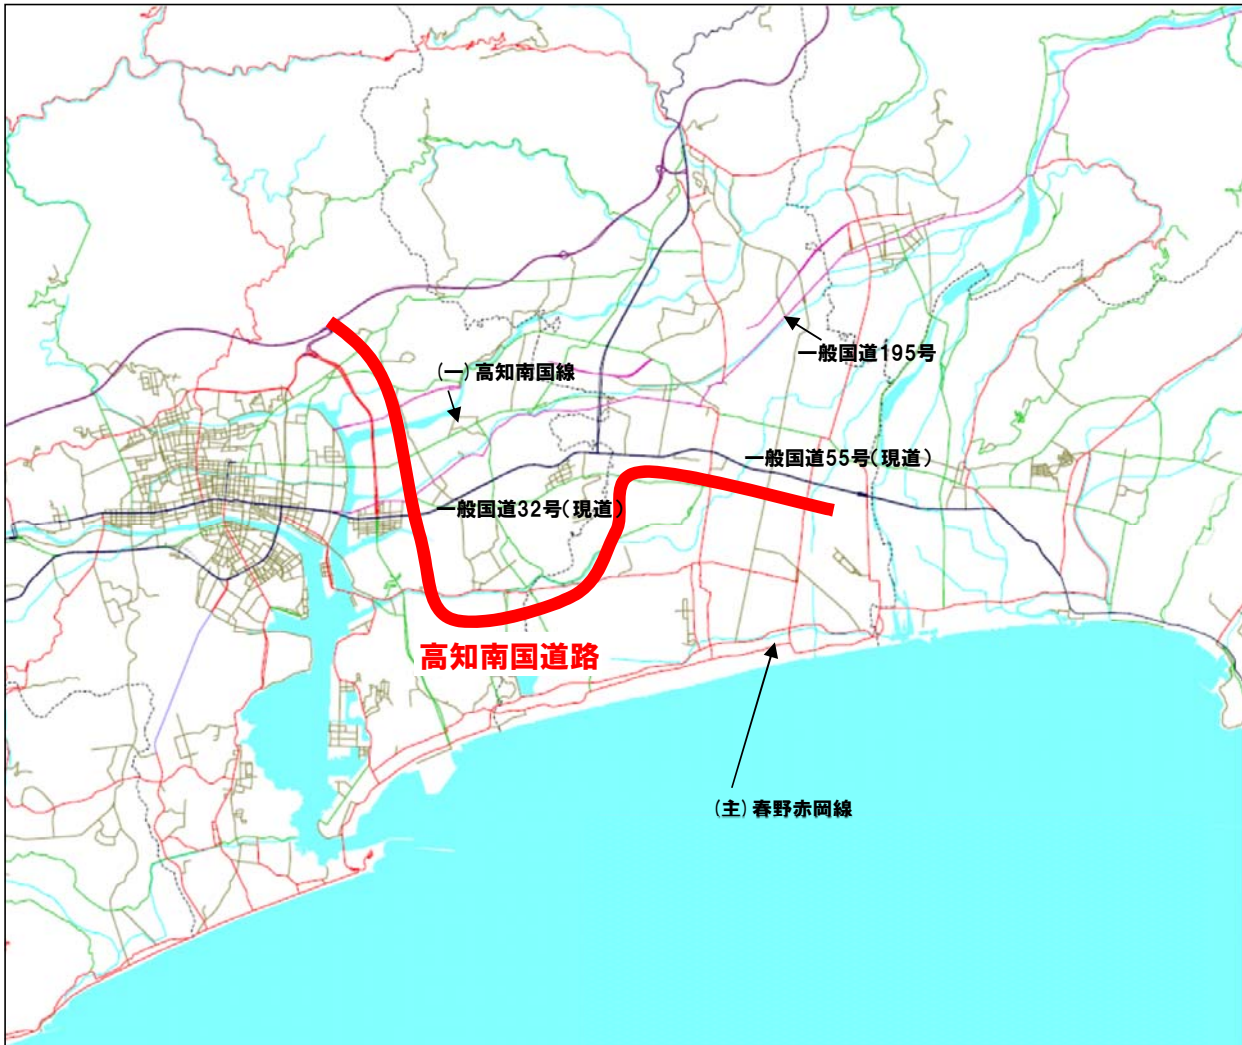 一般国道195号
(一)高知南国線
一般国道55号(現道)
一般国道32号(現道)
高知南国道路
(主)春野赤岡線